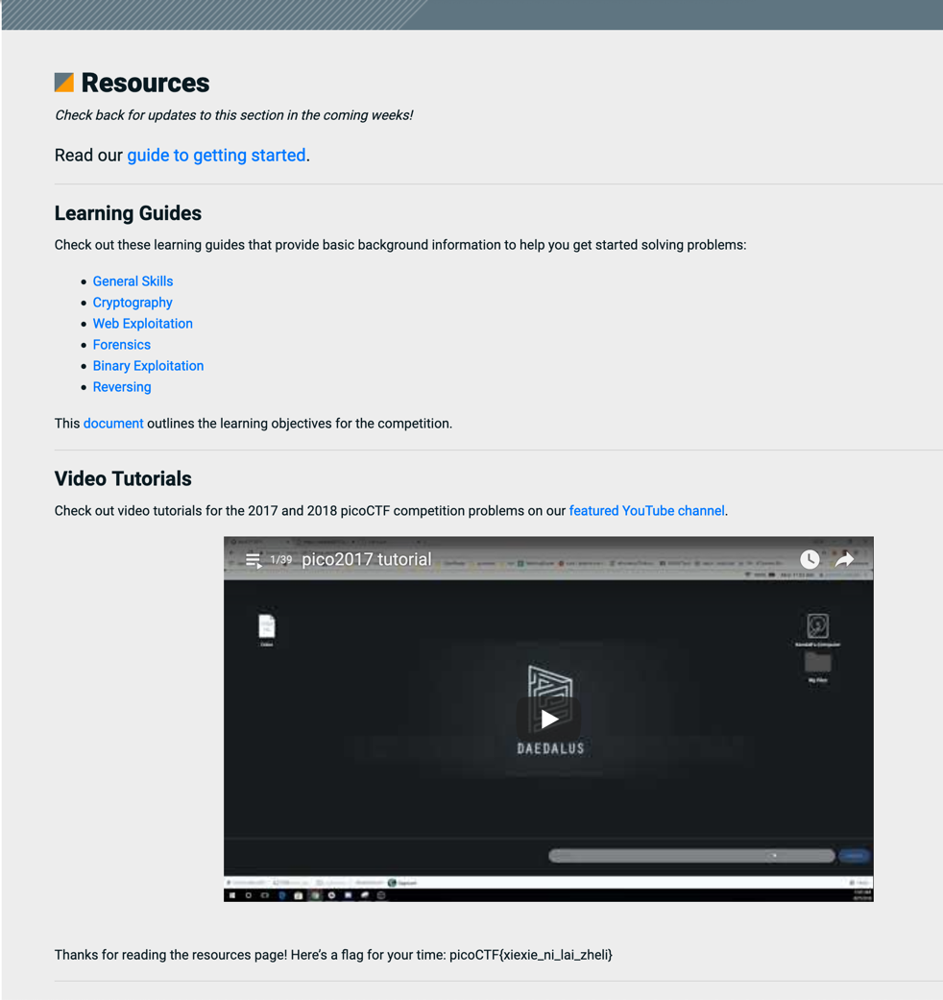 Resources
Check back for updates to this section in the coming weeks!
Read our guide to getting started.
Learning Guides
Check out these learning guides that provide basic background information to help you get started solving problems:
General Skills
Cryptography
Web Exploitation
Forensics
Binary Exploitation
Reversing
This document outlines the learning objectives for the competition.
Video Tutorials
Check out video tutorials for the 2017 and 2018 picoCTF competition problems on our featured YouTube channel.
1/39 pico2017 tutorial
My Files
DAEDALUS
Thanks for reading the resources page! Here’s a flag for your time: picoCTF{xiexie_ni_lai_zheli}